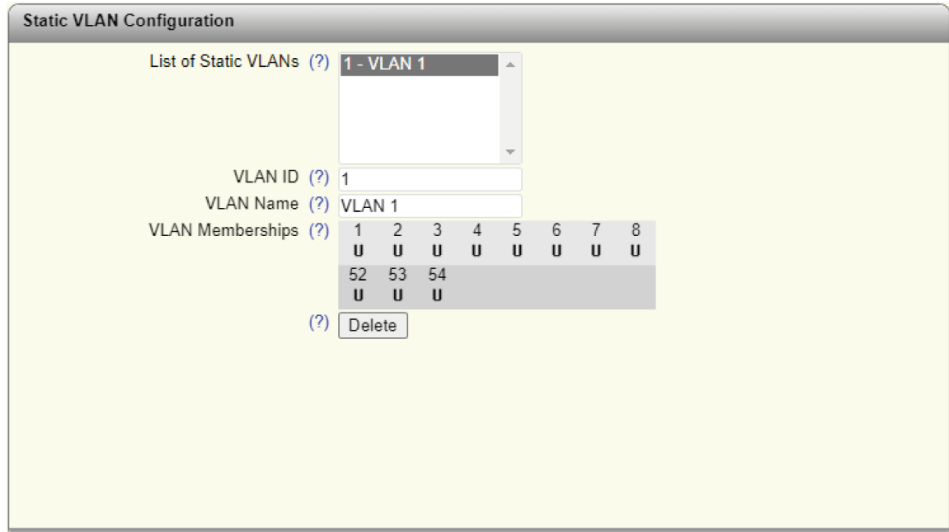 Static VLAN Configuration
List of Static VLANs (?) 1 - VLAN 1
VLAN ID (?) 1
VLAN Name (?) VLAN 1
VLAN Memberships (?) 1 2 3 4 5 6 7 8
U U U U U U U U
52 53 54
U U U
(?) Delete